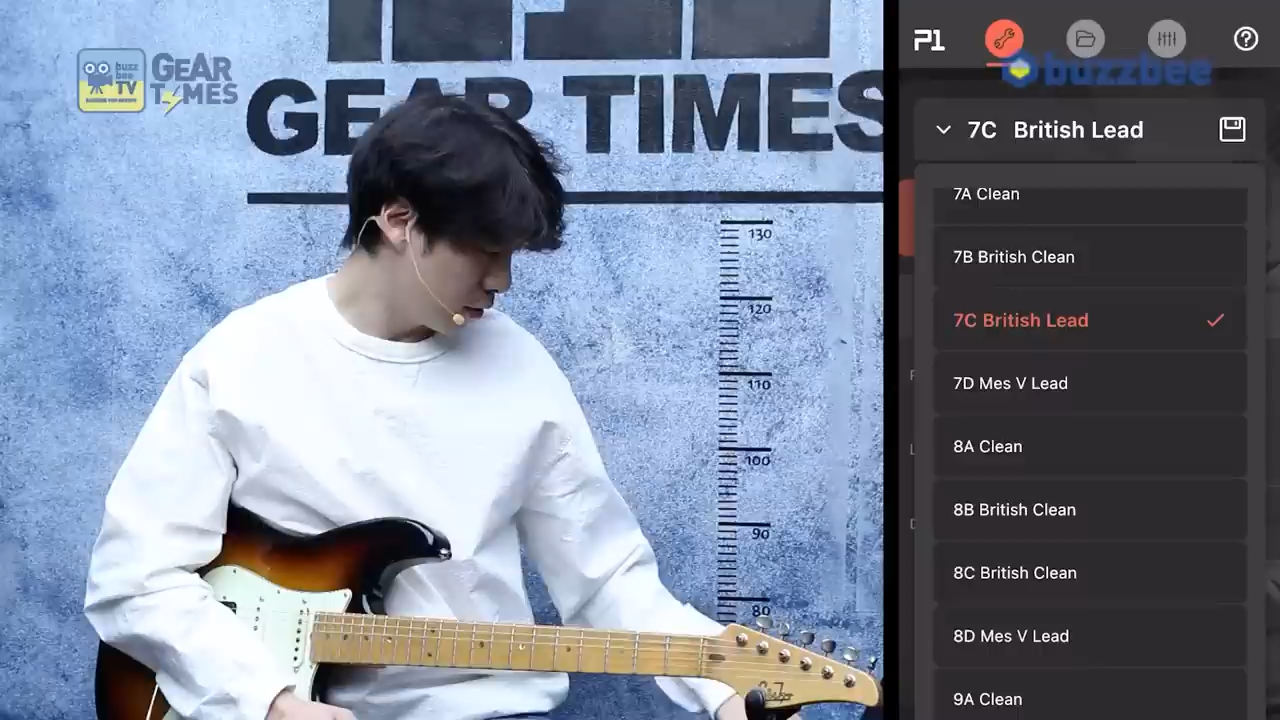 buzz
bee
TV
GEAR
TIMES
GEAR TIMES
130
120
110
100
90
80
P1
buzzbee
7C British Lead
7A Clean
7B British Clean
7C British Lead
7D Mes V Lead
8A Clean
8B British Clean
8C British Clean
8D Mes V Lead
9A Clean